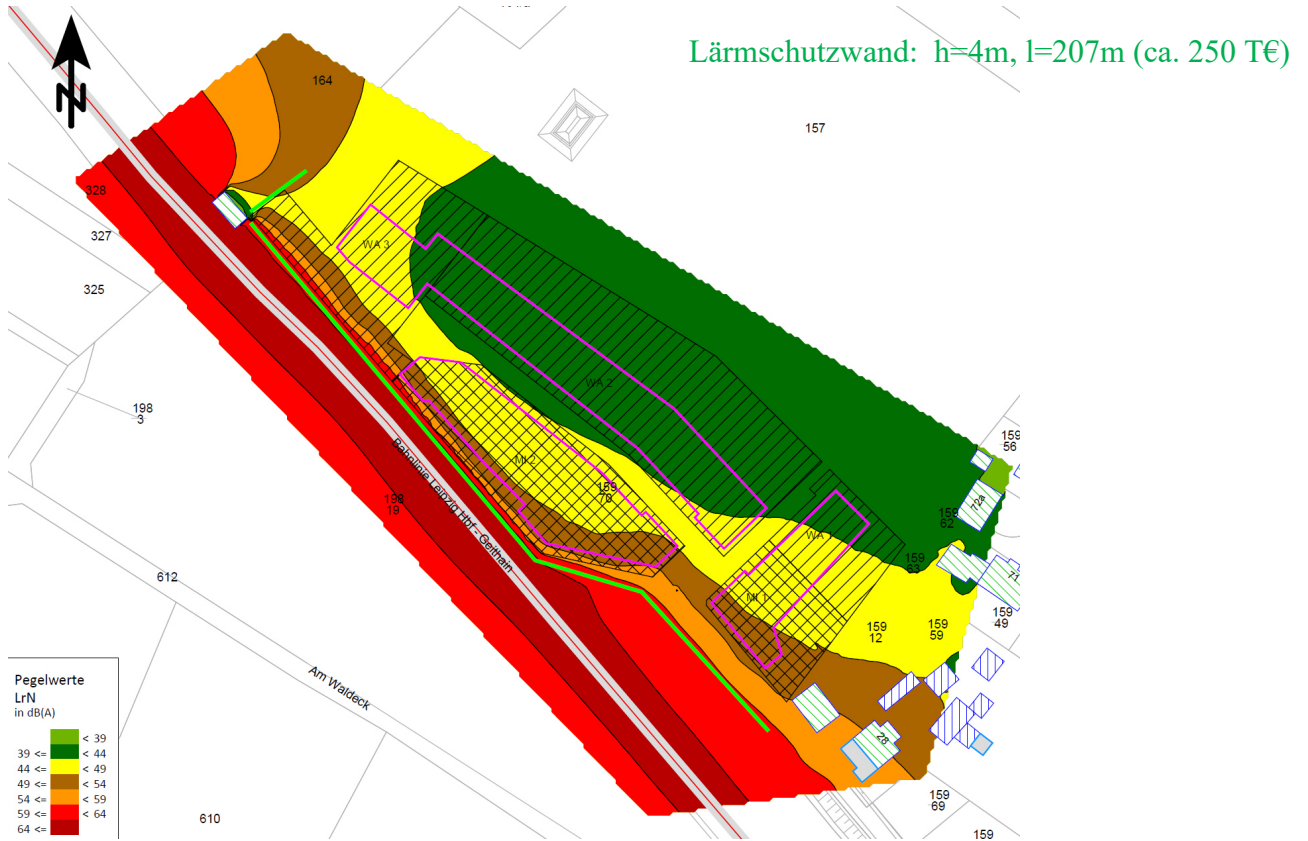 Lärmschutzwand: h=4m, l=207m (ca. 250 T€)
N
164
157
328
327
325
WA 3
198
3
WA 2
Bahnlinie Leipzig Hbf - Geithain
MI 2
159
70
198
19
159
56
72a
159
62
WA 1
159
63
71
159
49
MI 1
159
12
159
59
612
Am Waldeck
28
610
159
69
159
Pegelwerte
LrN
in dB(A)
< 39
39 <= < 44
44 <= < 49
49 <= < 54
54 <= < 59
59 <= < 64
64 <=